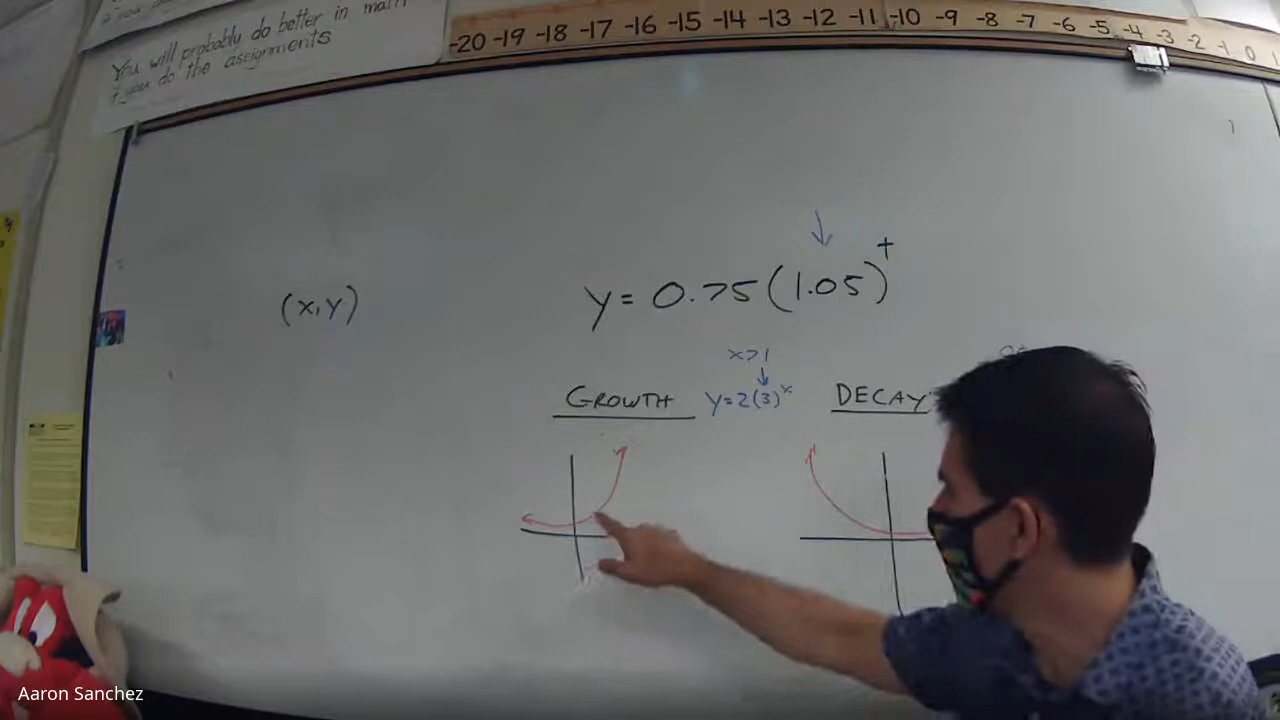 You will probably do better in math
if you do the assignments
-20 -19 -18 -17 -16 -15 -14 -13 -12 -11 -10 -9 -8 -7 -6 -5 -4 -3 -2 -1 0
(x,y)
y = 0.75(1.05)^t
x>1
GROWTH
y=2(3)^x
DECAY
Aaron Sanchez